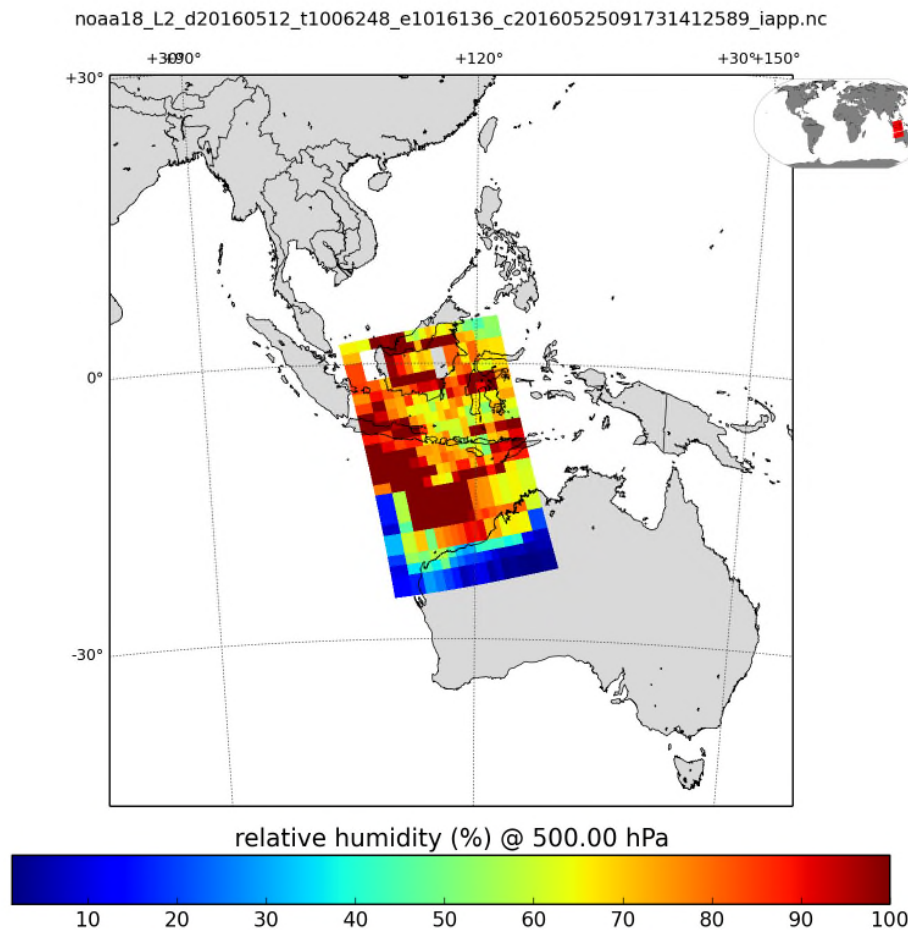 noaa18_L2_d20160512_t1006248_e1016136_c20160525091731412589_iapp.nc
+120° +30°+150°
+30°
0°
-30°
relative humidity (%) @ 500.00 hPa
10 20 30 40 50 60 70 80 90 100